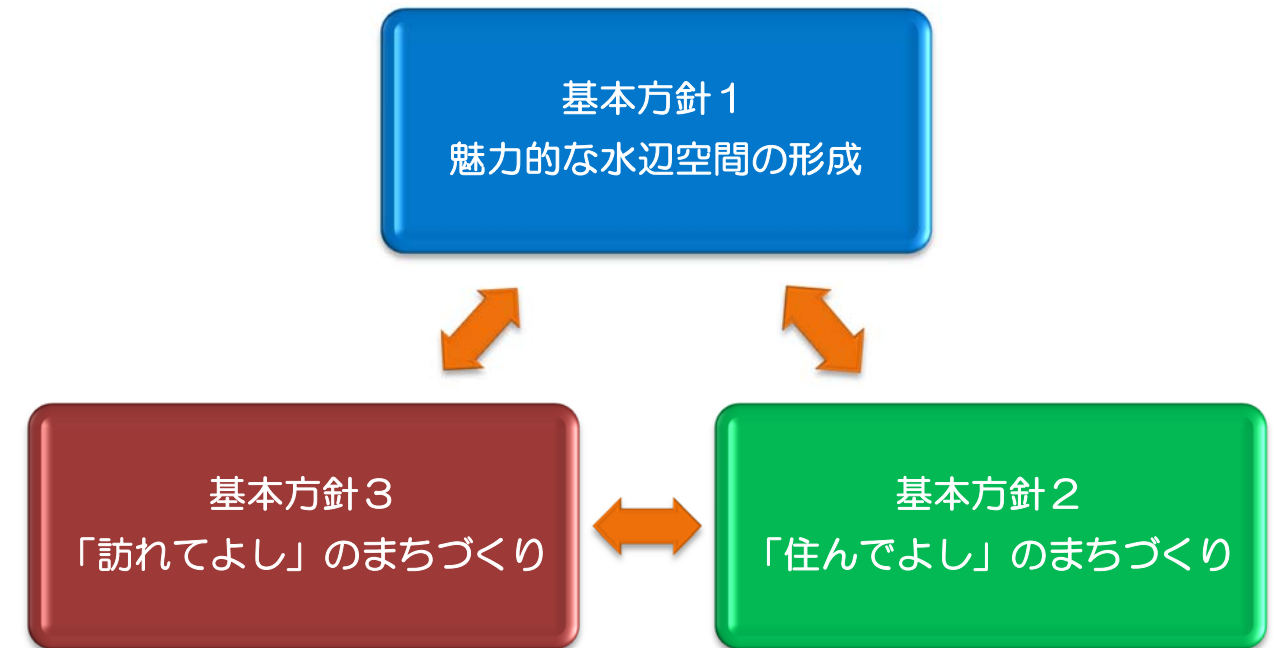 基本方針１
魅力的な水辺空間の形成
基本方針３
「訪れてよし」のまちづくり
基本方針２
「住んでよし」のまちづくり